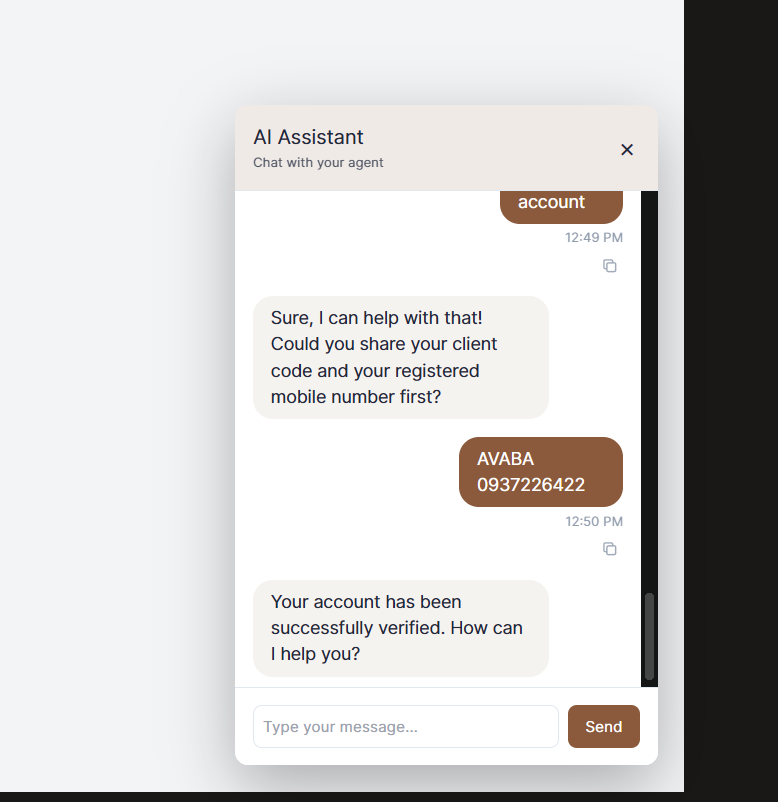 AI Assistant
Chat with your agent
account
12:49 PM
Sure, I can help with that!
Could you share your client
code and your registered
mobile number first?
AVABA
0937226422
12:50 PM
Your account has been
successfully verified. How can
I help you?
Type your message...
Send